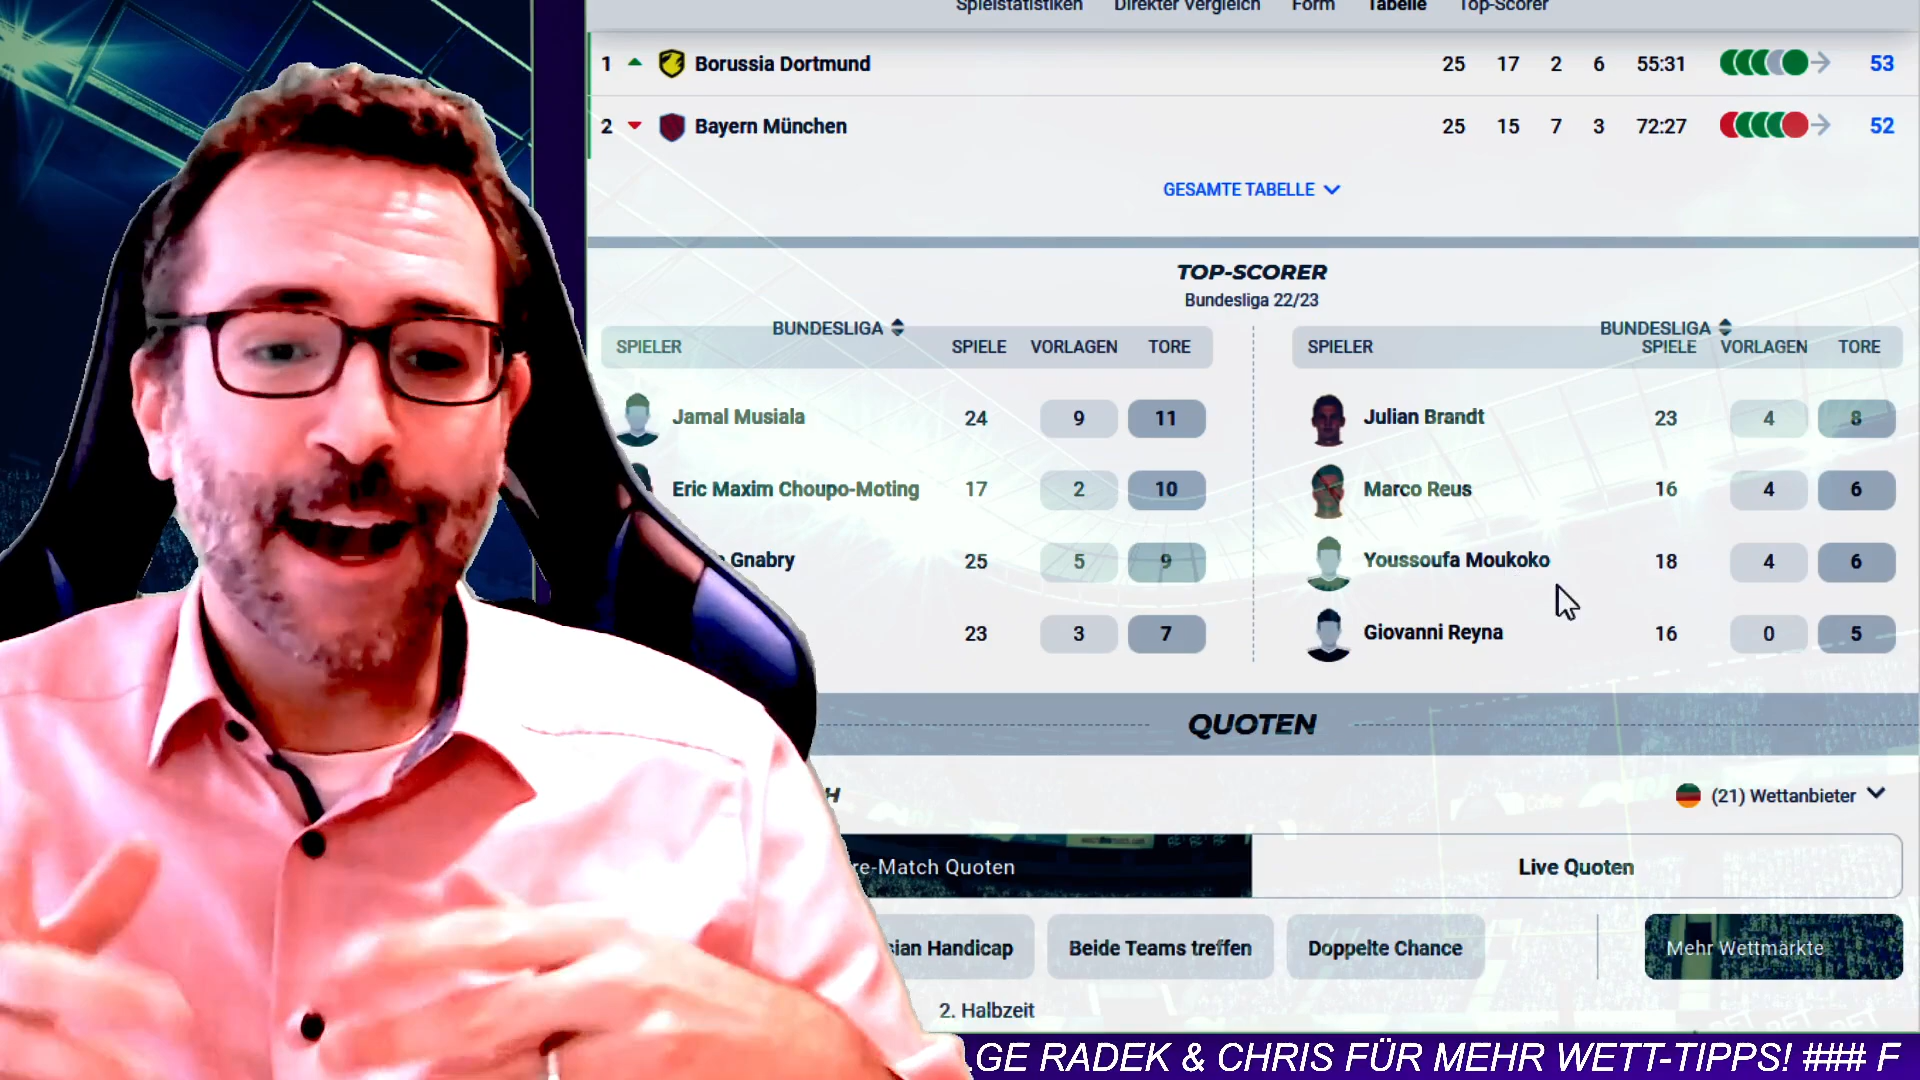 Spielstatistiken Direkter Vergleich Form Tabelle Top-Scorer
1 Borussia Dortmund 25 17 2 6 55:31 53
2 Bayern München 25 15 7 3 72:27 52
GESAMTE TABELLE
TOP-SCORER
Bundesliga 22/23
BUNDESLIGA
SPIELER SPIELE VORLAGEN TORE
Jamal Musiala 24 9 11
Eric Maxim Choupo-Moting 17 2 10
Gnabry 25 5 9
23 3 7
BUNDESLIGA
SPIELER SPIELE VORLAGEN TORE
Julian Brandt 23 4 8
Marco Reus 16 4 6
Youssoufa Moukoko 18 4 6
Giovanni Reyna 16 0 5
QUOTEN
H
(21) Wettanbieter
re-Match Quoten Live Quoten
sian Handicap Beide Teams treffen Doppelte Chance Mehr Wettmärkte
2. Halbzeit
LGE RADEK & CHRIS FÜR MEHR WETT-TIPPS! ### F